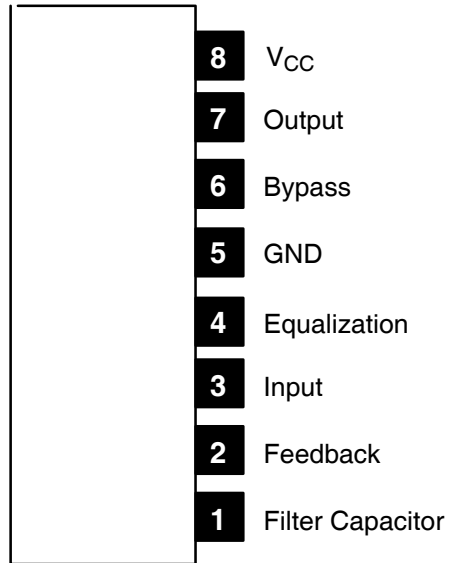 8 VCC
7 Output
6 Bypass
5 GND
4 Equalization
3 Input
2 Feedback
1 Filter Capacitor